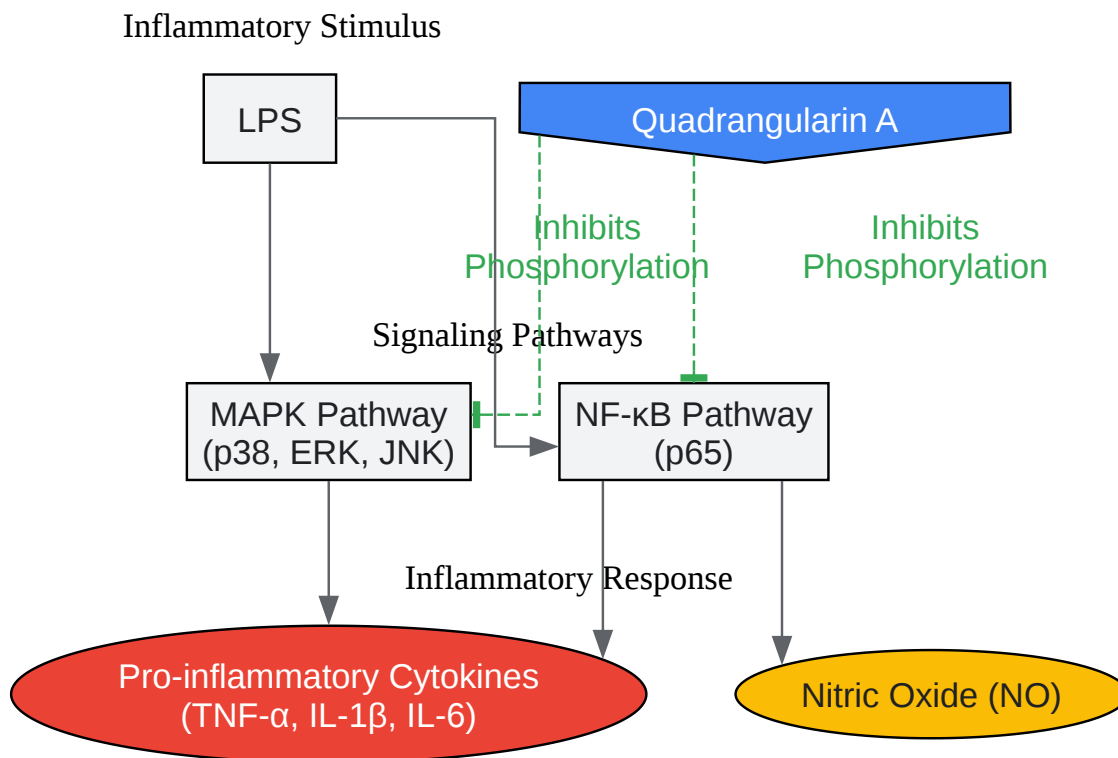 Inflammatory Stimulus
LPS
Quadrangularin A
Inhibits
Phosphorylation
Inhibits
Phosphorylation
Signaling Pathways
MAPK Pathway
(p38, ERK, JNK)
NF-κB Pathway
(p65)
Inflammatory Response
Pro-inflammatory Cytokines
(TNF-α, IL-1β, IL-6)
Nitric Oxide (NO)